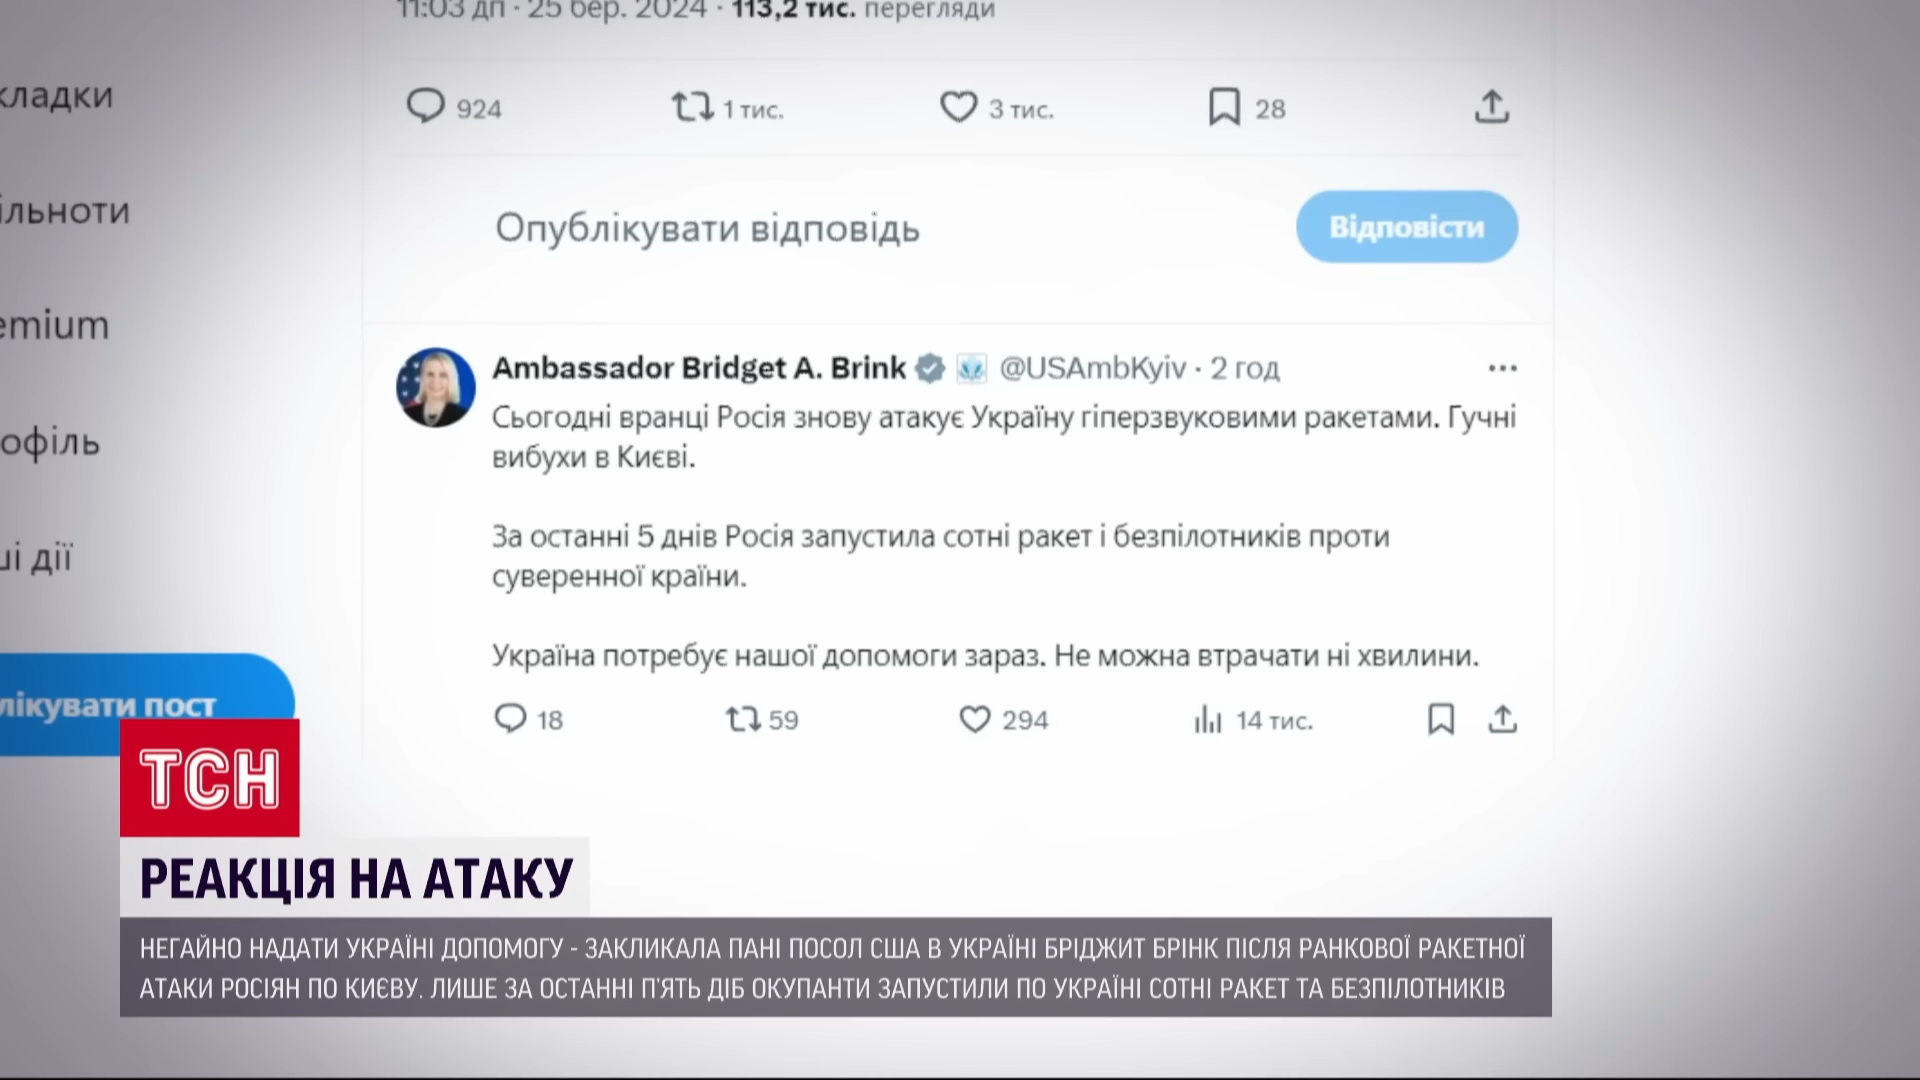 11:03 дп · 25 бер. 2024 · 113,2 тис. перегляди
924 1 тис. 3 тис. 28
Опублікувати відповідь Відповісти
кладки
ільноти
emium
офіль
ші дії
лікувати пост
Ambassador Bridget A. Brink @USAmbKyiv · 2 год
Сьогодні вранці Росія знову атакує Україну гіперзвуковими ракетами. Гучні
вибухи в Києві.
За останні 5 днів Росія запустила сотні ракет і безпілотників проти
суверенної країни.
Україна потребує нашої допомоги зараз. Не можна втрачати ні хвилини.
18 59 294 14 тис.
ТСН
РЕАКЦІЯ НА АТАКУ
НЕГАЙНО НАДАТИ УКРАЇНІ ДОПОМОГУ - ЗАКЛИКАЛА ПАНІ ПОСОЛ США В УКРАЇНІ БРІДЖИТ БРІНК ПІСЛЯ РАНКОВОЇ РАКЕТНОЇ
АТАКИ РОСІЯН ПО КИЄВУ. ЛИШЕ ЗА ОСТАННІ П'ЯТЬ ДІБ ОКУПАНТИ ЗАПУСТИЛИ ПО УКРАЇНІ СОТНІ РАКЕТ ТА БЕЗПІЛОТНИКІВ